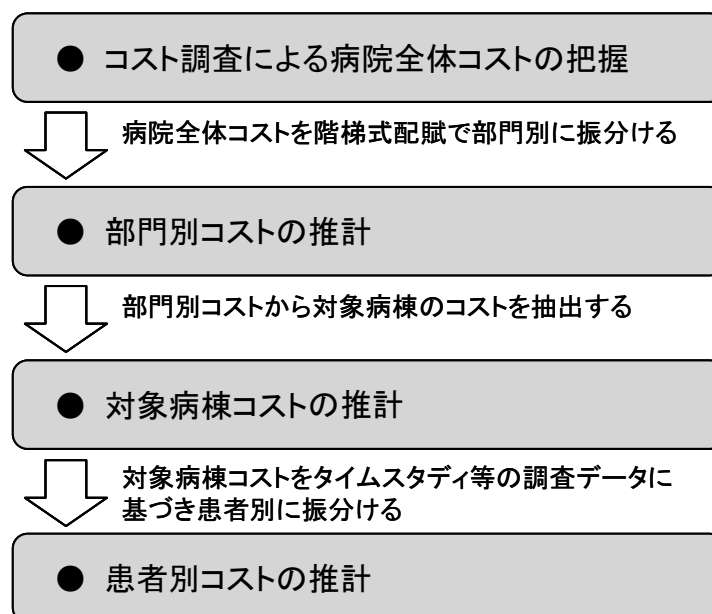 ● コスト調査による病院全体コストの把握
病院全体コストを階梯式配賦で部門別に振分ける
● 部門別コストの推計
部門別コストから対象病棟のコストを抽出する
● 対象病棟コストの推計
対象病棟コストをタイムスタディ等の調査データに
基づき患者別に振分ける
● 患者別コストの推計